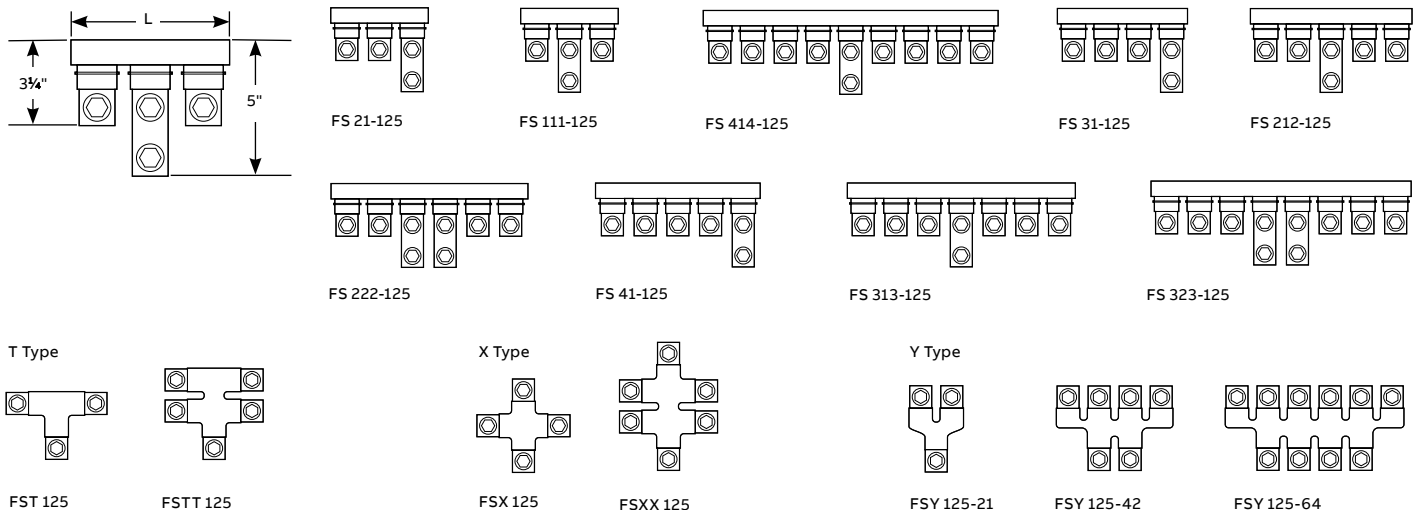 L
3¼"
5"
FS 21-125
FS 111-125
FS 414-125
FS 31-125
FS 212-125
FS 222-125
FS 41-125
FS 313-125
FS 323-125
T Type
X Type
Y Type
FST 125
FSTT 125
FSX 125
FSXX 125
FSY 125-21
FSY 125-42
FSY 125-64